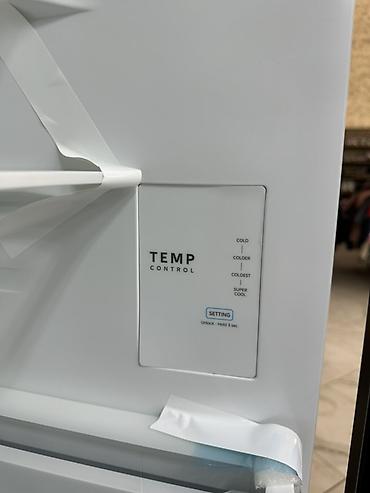 TEMP
CONTROL
COLD
COLDER
COLDEST
SUPER
COOL
SETTING
Unlock : Hold 3 sec.